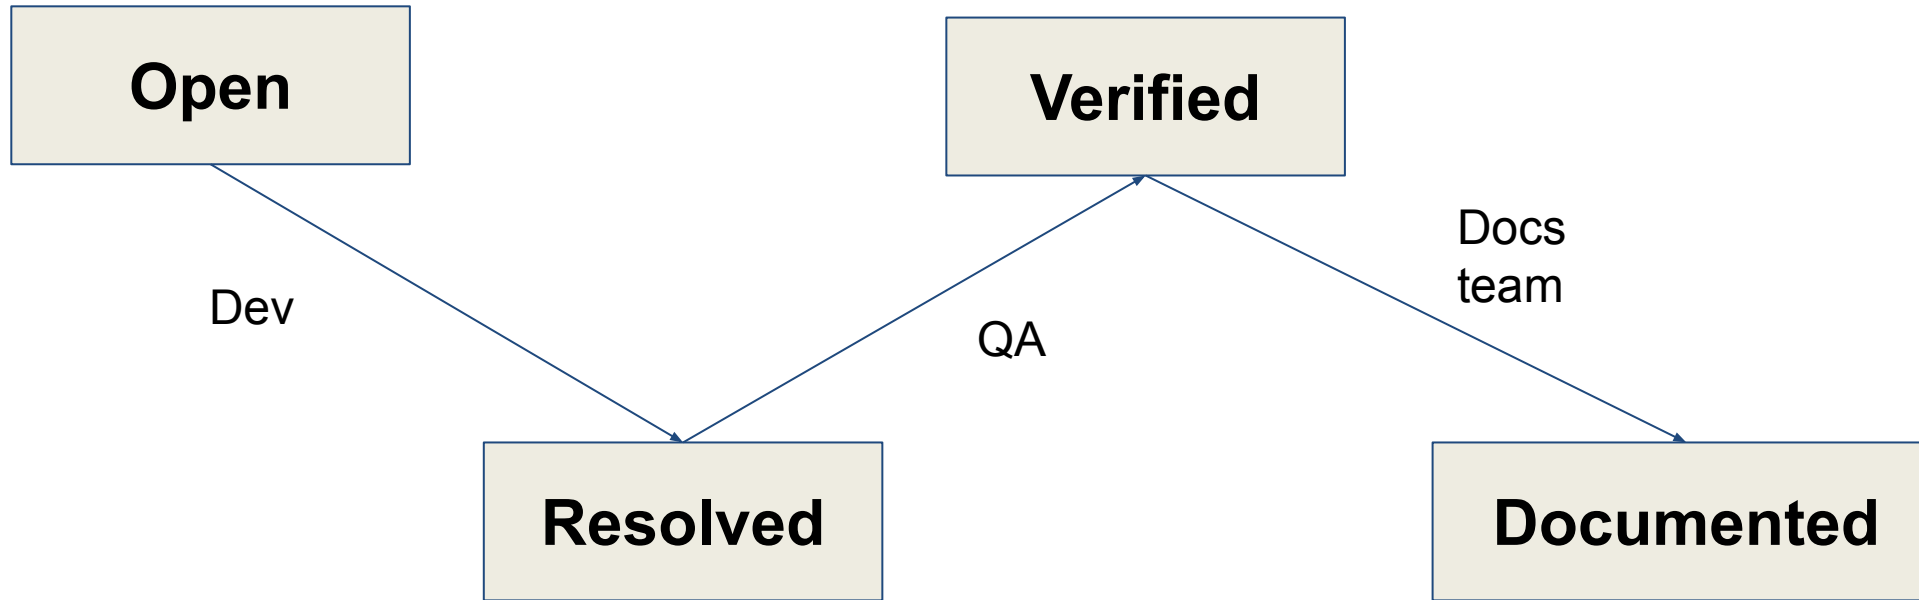 Open
Verified
Docs
team
Dev
QA
Resolved
Documented